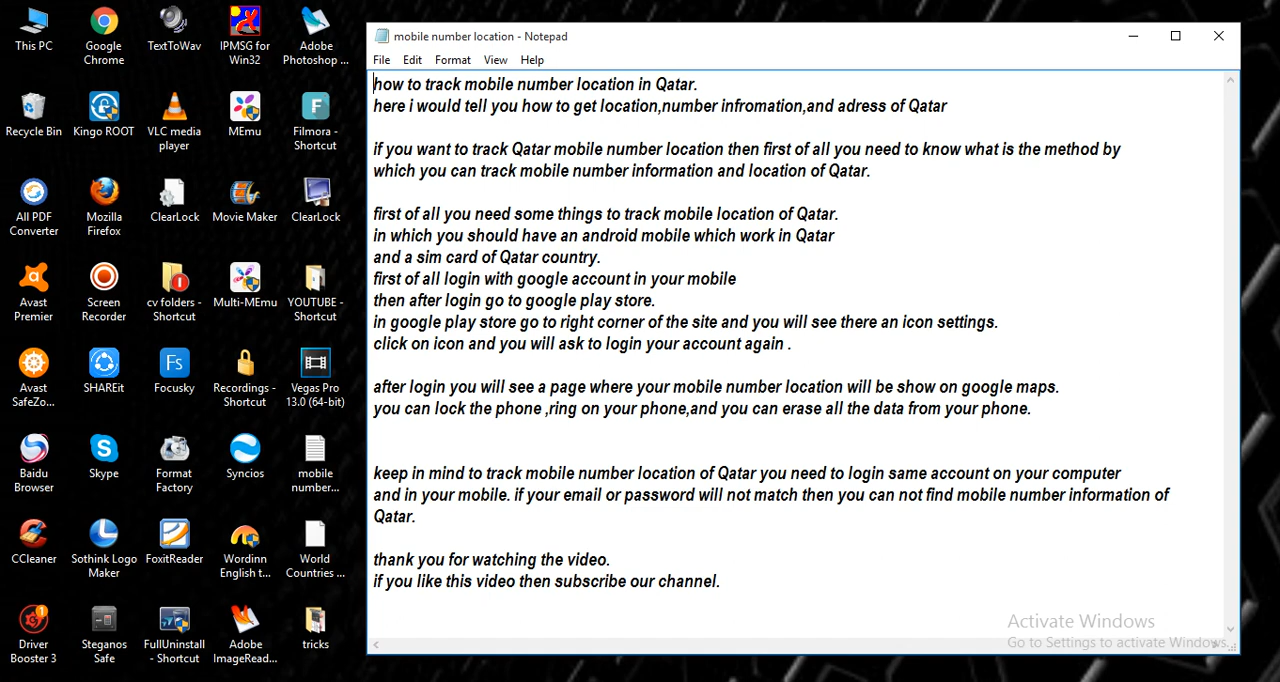 This PC
Google
Chrome
TextToWav
IPMSG for
Win32
Adobe
Photoshop ...
Recycle Bin
Kingo ROOT
VLC media
player
MEmu
Filmora -
Shortcut
All PDF
Converter
Mozilla
Firefox
ClearLock
Movie Maker
ClearLock
Avast
Premier
Screen
Recorder
cv folders -
Shortcut
Multi-MEmu
YOUTUBE -
Shortcut
Avast
SafeZo...
SHAREit
Focusky
Recordings -
Shortcut
Vegas Pro
13.0 (64-bit)
Baidu
Browser
Skype
Format
Factory
Syncios
mobile
number...
CCleaner
Sothink Logo
Maker
FoxitReader
Wordinn
English t...
World
Countries ...
Driver
Booster 3
Steganos
Safe
FullUninstall
- Shortcut
Adobe
ImageRead...
tricks
mobile number location - Notepad
File Edit Format View Help
how to track mobile number location in Qatar.
here i would tell you how to get location,number infromation,and adress of Qatar
if you want to track Qatar mobile number location then first of all you need to know what is the method by
which you can track mobile number information and location of Qatar.
first of all you need some things to track mobile location of Qatar.
in which you should have an android mobile which work in Qatar
and a sim card of Qatar country.
first of all login with google account in your mobile
then after login go to google play store.
in google play store go to right corner of the site and you will see there an icon settings.
click on icon and you will ask to login your account again .
after login you will see a page where your mobile number location will be show on google maps.
you can lock the phone ,ring on your phone,and you can erase all the data from your phone.
keep in mind to track mobile number location of Qatar you need to login same account on your computer
and in your mobile. if your email or password will not match then you can not find mobile number information of
Qatar.
thank you for watching the video.
if you like this video then subscribe our channel.
Activate Windows
Go to Settings to activate Windows.